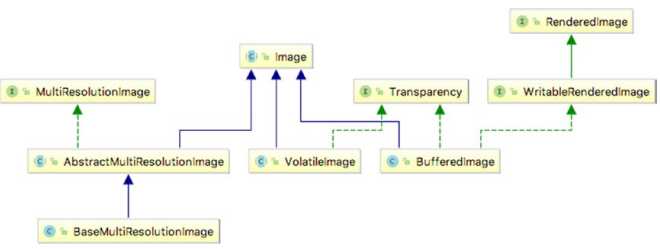 I RenderedImage
C Image
I MultiResolutionImage
I Transparency
I WritableRenderedImage
C AbstractMultiResolutionImage
C VolatileImage
C BufferedImage
C BaseMultiResolutionImage